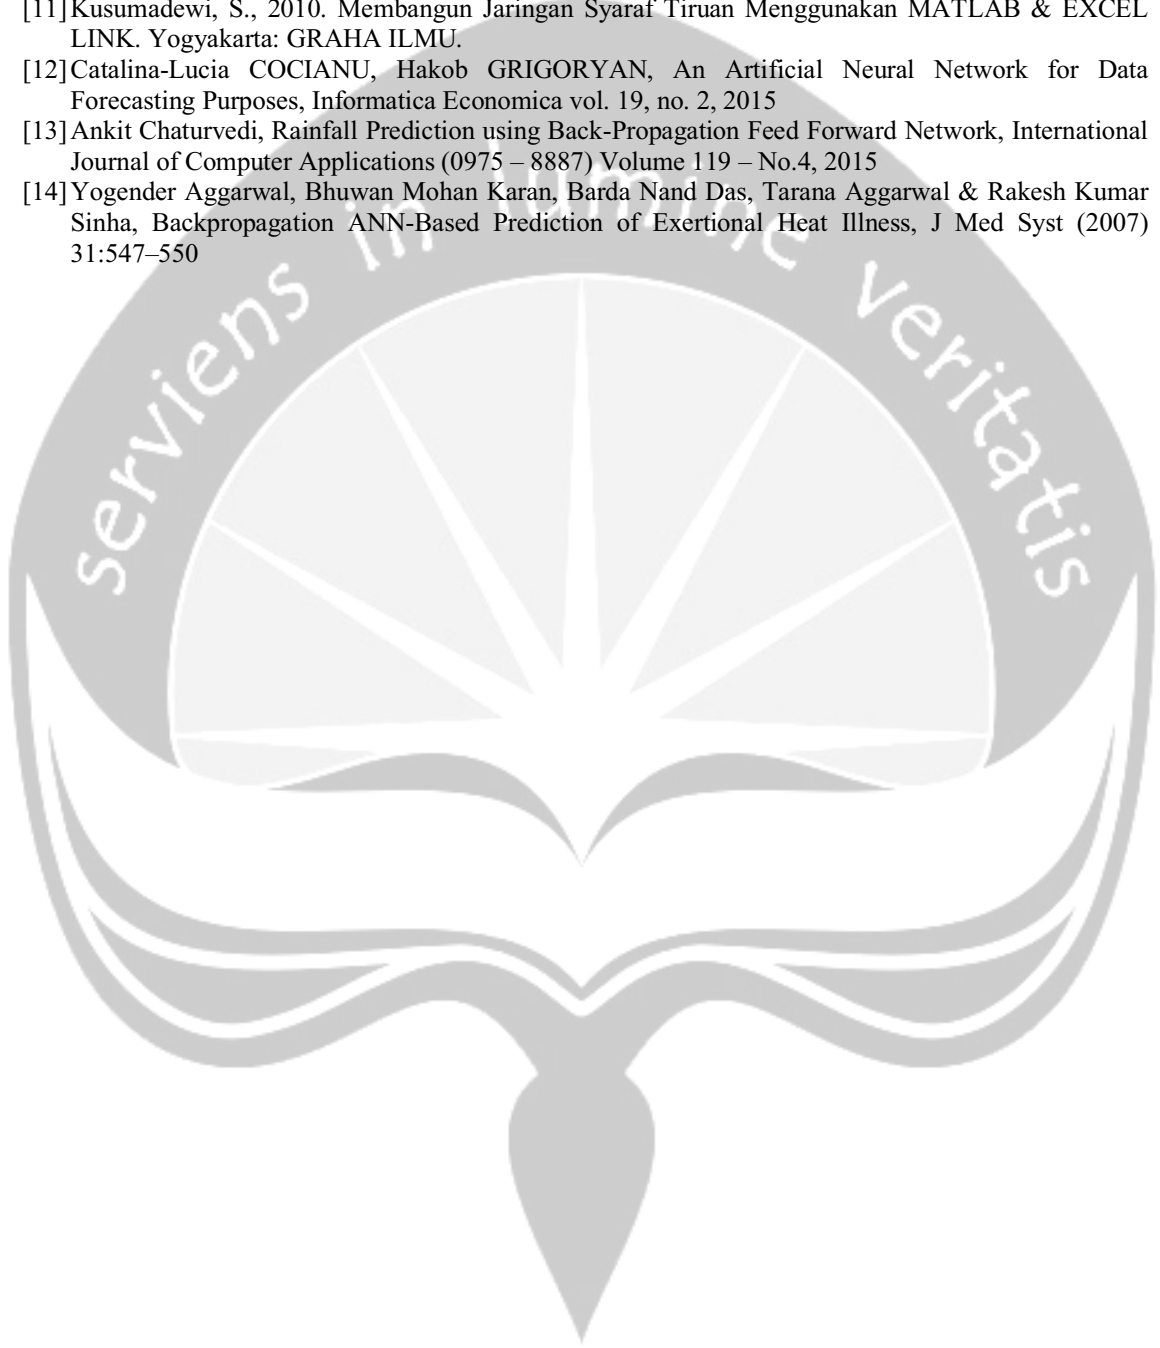 [11] Kusumadewi, S., 2010. Membangun Jaringan Syaraf Tiruan Menggunakan MATLAB & EXCEL
LINK. Yogyakarta: GRAHA ILMU.
[12] Catalina-Lucia COCIANU, Hakob GRIGORYAN, An Artificial Neural Network for Data
Forecasting Purposes, Informatica Economica vol. 19, no. 2, 2015
[13] Ankit Chaturvedi, Rainfall Prediction using Back-Propagation Feed Forward Network, International
Journal of Computer Applications (0975 – 8887) Volume 119 – No.4, 2015
[14] Yogender Aggarwal, Bhuwan Mohan Karan, Barda Nand Das, Tarana Aggarwal & Rakesh Kumar
Sinha, Backpropagation ANN-Based Prediction of Exertional Heat Illness, J Med Syst (2007)
31:547–550
serviens in lumine veritatis